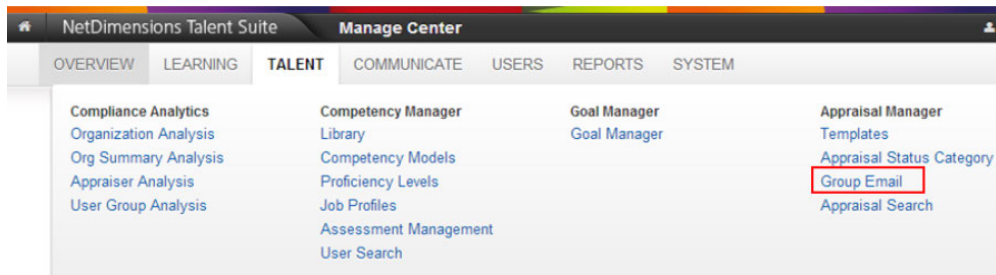 NetDimensions Talent Suite Manage Center
OVERVIEW LEARNING TALENT COMMUNICATE USERS REPORTS SYSTEM
Compliance Analytics
Organization Analysis
Org Summary Analysis
Appraiser Analysis
User Group Analysis
Competency Manager
Library
Competency Models
Proficiency Levels
Job Profiles
Assessment Management
User Search
Goal Manager
Goal Manager
Appraisal Manager
Templates
Appraisal Status Category
Group Email
Appraisal Search